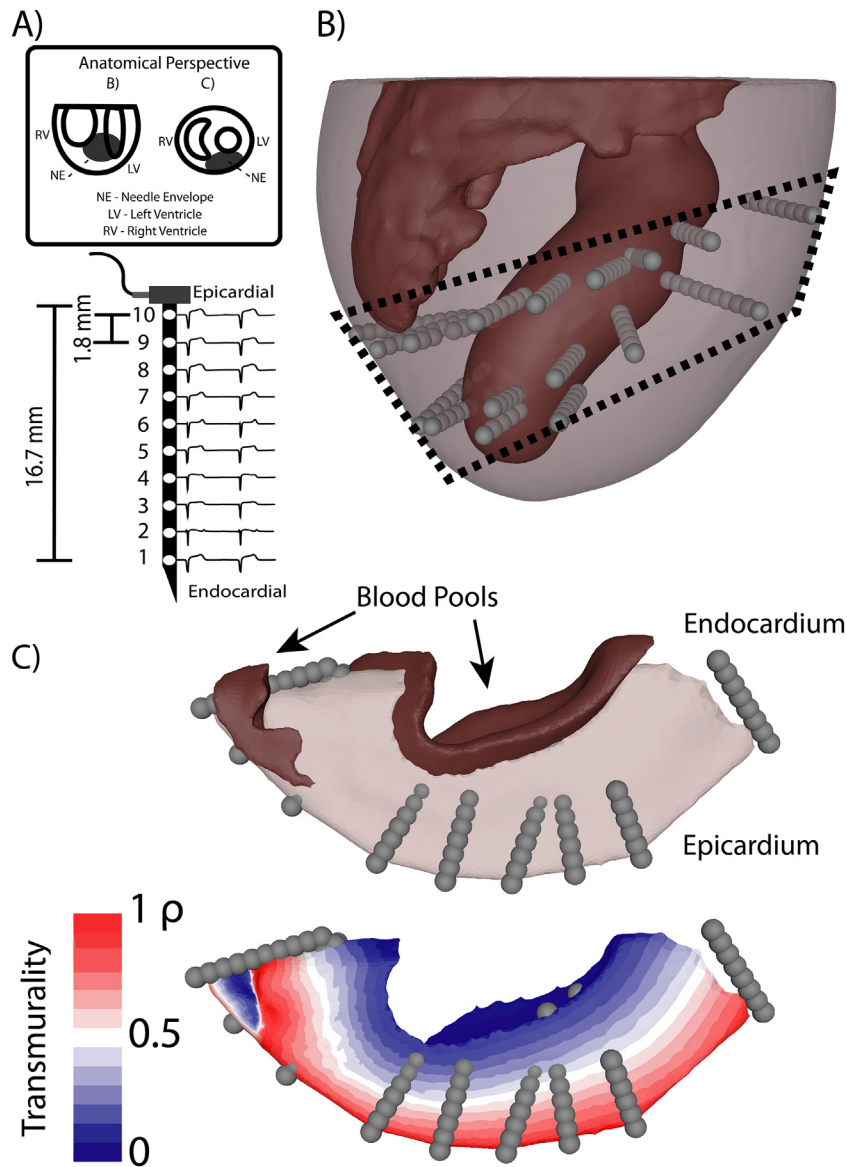 A)
Anatomical Perspective
B) C)
RV LV RV LV
NE NE
NE - Needle Envelope
LV - Left Ventricle
RV - Right Ventricle
Epicardial
10
9
8
7
6
5
4
3
2
1
1.8 mm
16.7 mm
Endocardial
B)
C)
Blood Pools
Endocardium
Epicardium
Transmurality
1 ρ
0.5
0